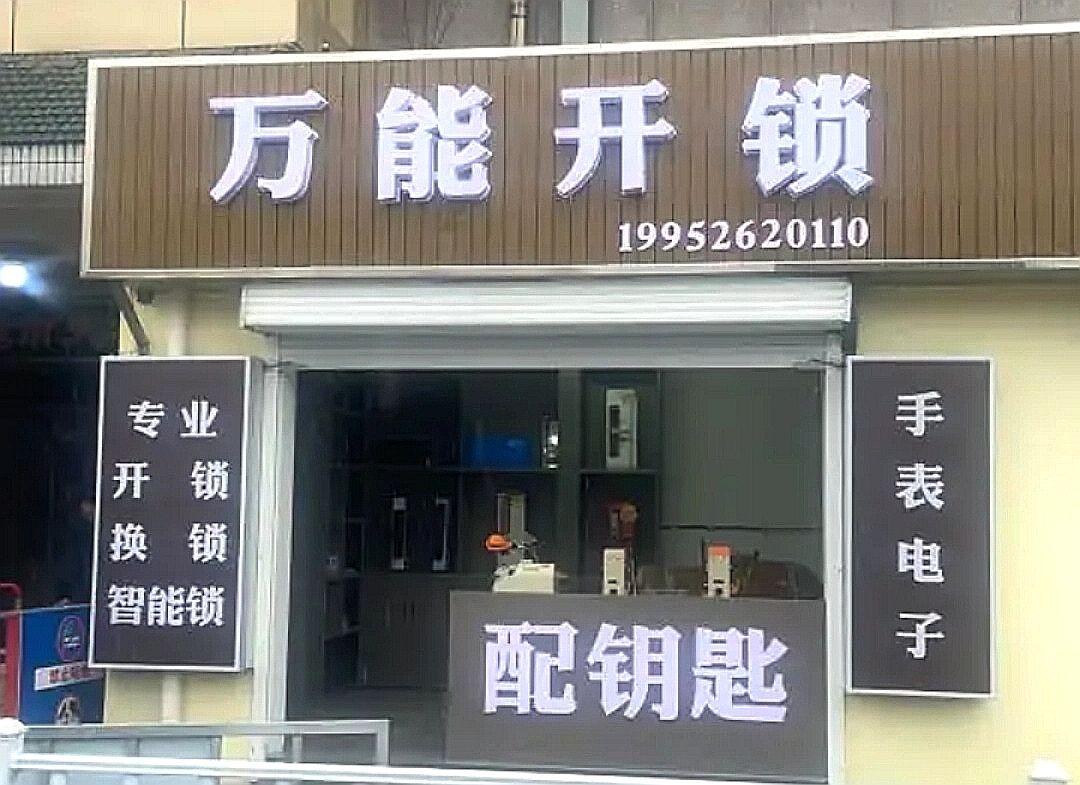 万能开锁
19952620110
专业
开锁
换锁
智能锁
手表电子
配钥匙